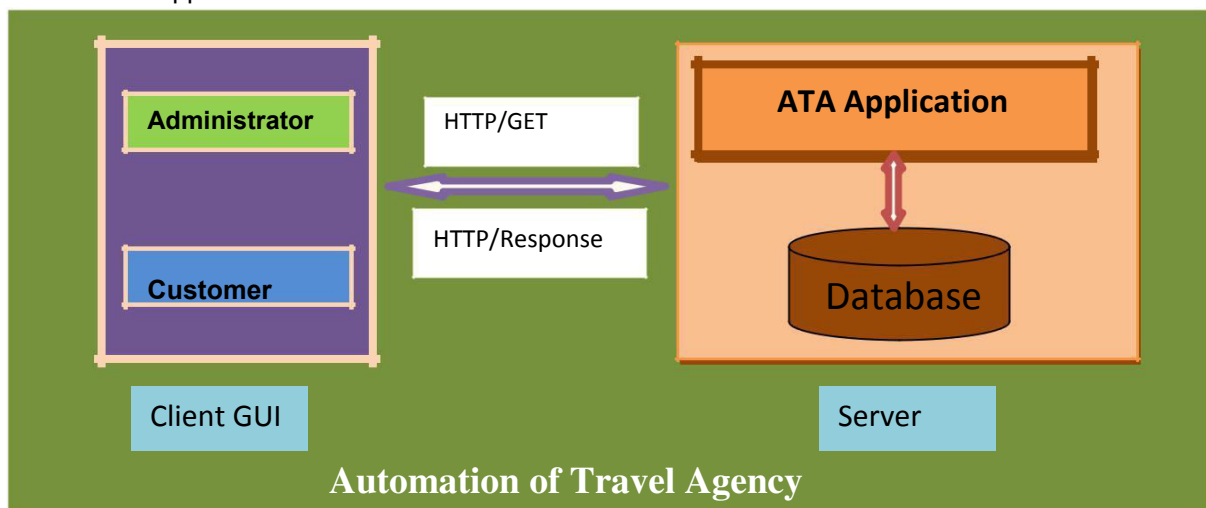 Administrator
Customer
HTTP/GET
HTTP/Response
ATA Application
Database
Client GUI
Server
Automation of Travel Agency